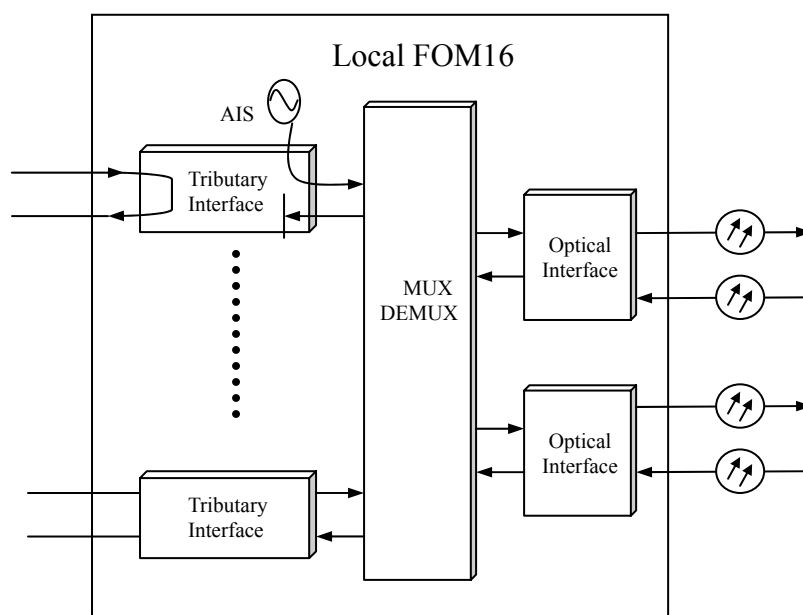 Local FOM16
AIS
Tributary
Interface
Optical
Interface
MUX
DEMUX
Optical
Interface
Tributary
Interface